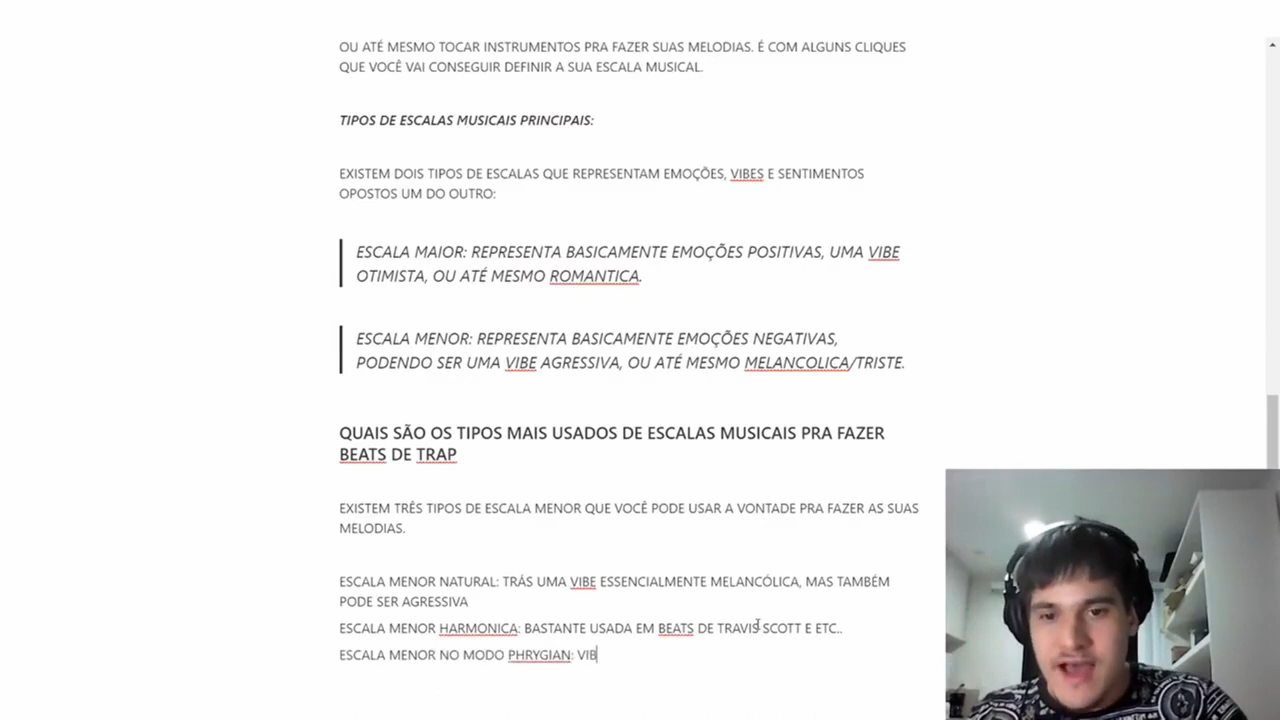 OU ATÉ MESMO TOCAR INSTRUMENTOS PRA FAZER SUAS MELODIAS. É COM ALGUNS CLIQUES
QUE VOCÊ VAI CONSEGUIR DEFINIR A SUA ESCALA MUSICAL.
TIPOS DE ESCALAS MUSICAIS PRINCIPAIS:
EXISTEM DOIS TIPOS DE ESCALAS QUE REPRESENTAM EMOÇÕES, VIBES E SENTIMENTOS
OPOSTOS UM DO OUTRO:
ESCALA MAIOR: REPRESENTA BASICAMENTE EMOÇÕES POSITIVAS, UMA VIBE
OTIMISTA, OU ATÉ MESMO ROMANTICA.
ESCALA MENOR: REPRESENTA BASICAMENTE EMOÇÕES NEGATIVAS,
PODENDO SER UMA VIBE AGRESSIVA, OU ATÉ MESMO MELANCOLICA/TRISTE.
QUAIS SÃO OS TIPOS MAIS USADOS DE ESCALAS MUSICAIS PRA FAZER
BEATS DE TRAP
EXISTEM TRÊS TIPOS DE ESCALA MENOR QUE VOCÊ PODE USAR A VONTADE PRA FAZER AS SUAS
MELODIAS.
ESCALA MENOR NATURAL: TRÁS UMA VIBE ESSENCIALMENTE MELANCÓLICA, MAS TAMBÉM
PODE SER AGRESSIVA
ESCALA MENOR HARMONICA: BASTANTE USADA EM BEATS DE TRAVIS SCOTT E ETC..
ESCALA MENOR NO MODO PHRYGIAN: VIB